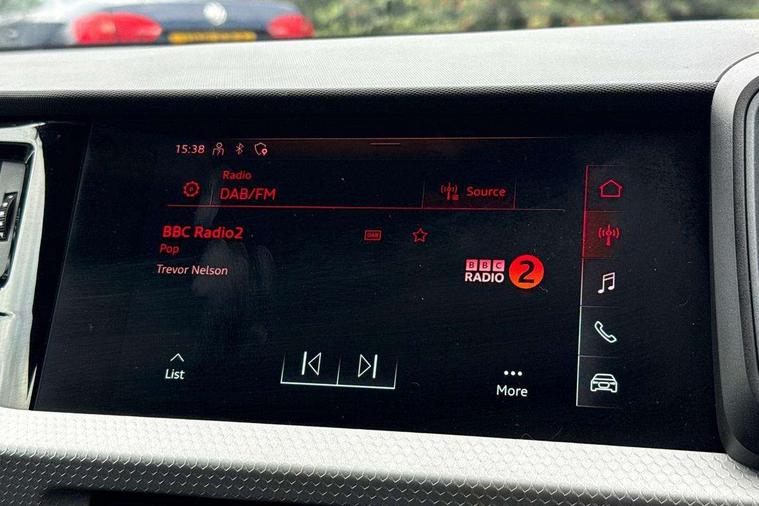 15:38
Radio
DAB/FM
Source
BBC Radio2
DAB
Pop
Trevor Nelson
BBC
RADIO 2
List
More